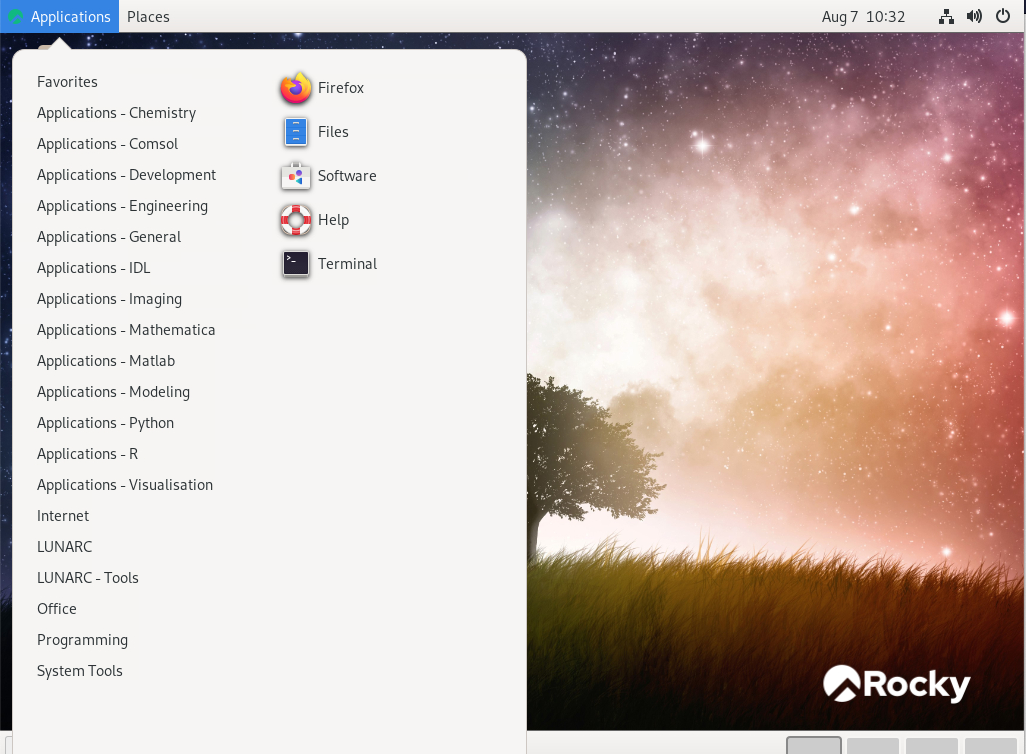 Applications Places Aug 7 10:32
Favorites
Applications - Chemistry
Applications - Comsol
Applications - Development
Applications - Engineering
Applications - General
Applications - IDL
Applications - Imaging
Applications - Mathematica
Applications - Matlab
Applications - Modeling
Applications - Python
Applications - R
Applications - Visualisation
Internet
LUNARC
LUNARC - Tools
Office
Programming
System Tools
Firefox
Files
Software
Help
Terminal
Rocky